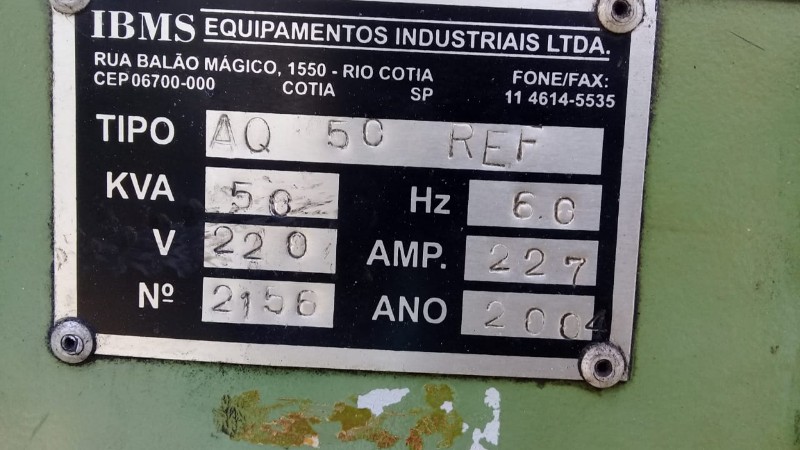 IBMS EQUIPAMENTOS INDUSTRIAIS LTDA.
RUA BALÃO MÁGICO, 1550 - RIO COTIA FONE/FAX:
CEP 06700-000 COTIA SP 11 4614-5535
TIPO AQ 50 REF
KVA 50 Hz 60
V 220 AMP. 227
Nº 2156 ANO 2004